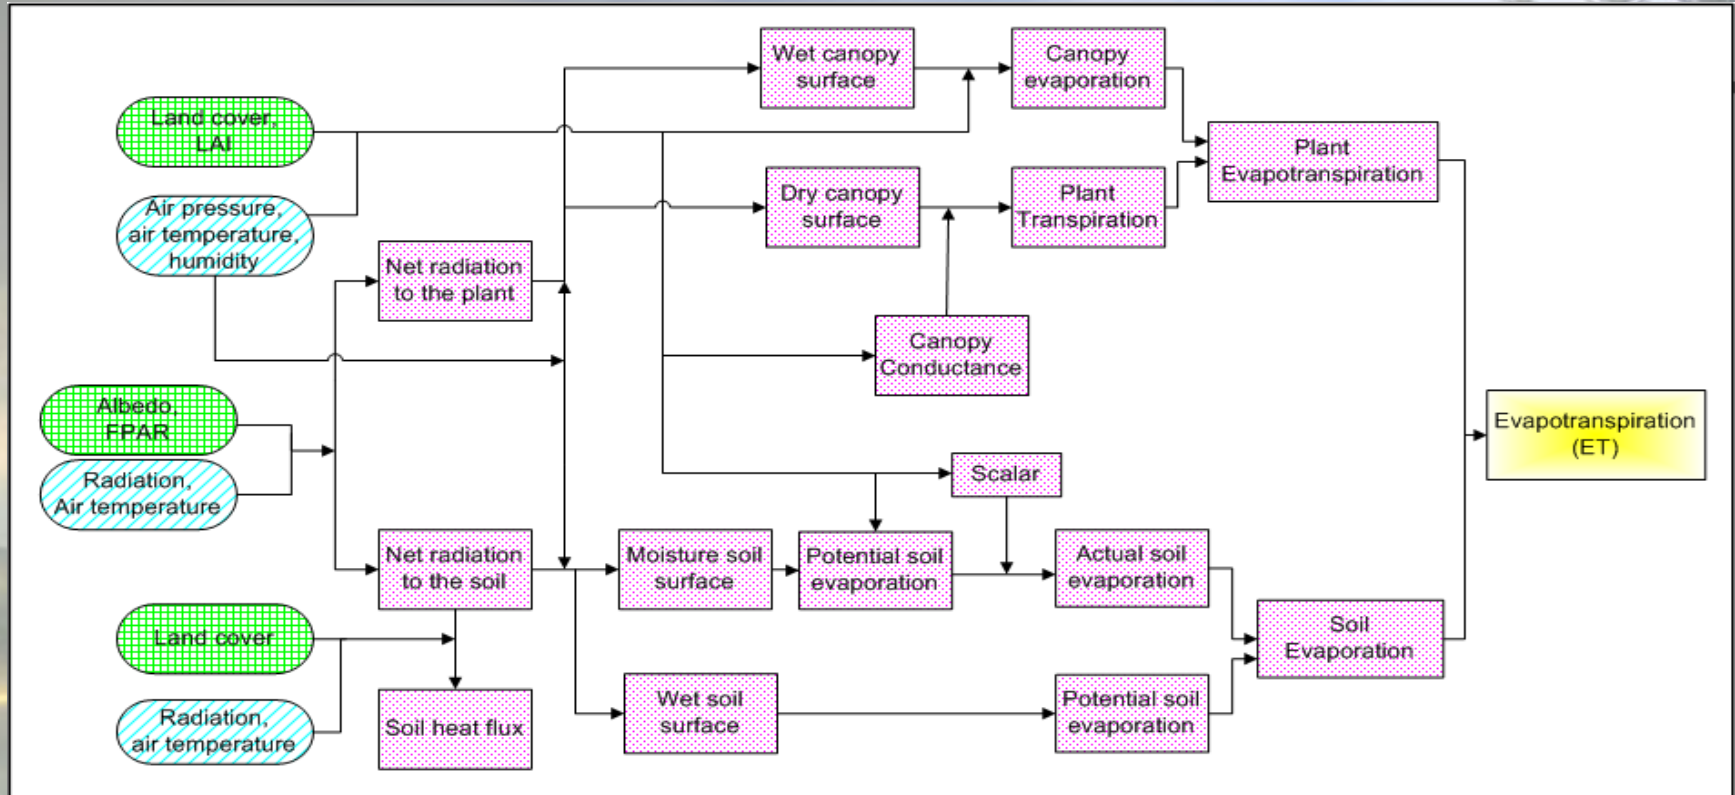 Wet canopy
surface
Canopy
evaporation
Land cover,
LAI
Plant
Evapotranspiration
Air pressure,
air temperature,
humidity
Dry canopy
surface
Plant
Transpiration
Net radiation
to the plant
Canopy
Conductance
Albedo,
FPAR
Radiation,
Air temperature
Evapotranspiration
(ET)
Scalar
Net radiation
to the soil
Moisture soil
surface
Potential soil
evaporation
Actual soil
evaporation
Land cover
Soil
Evaporation
Radiation,
air temperature
Soil heat flux
Wet soil
surface
Potential soil
evaporation